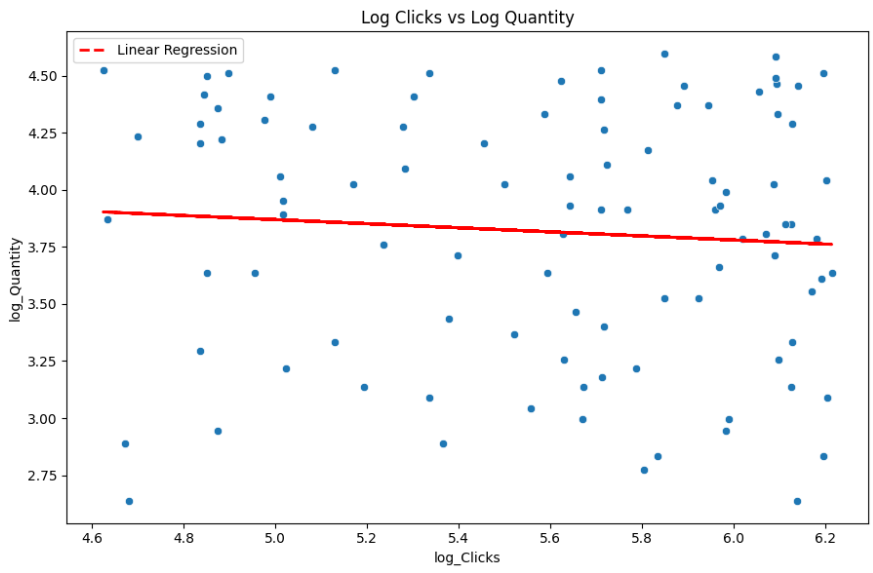 Log Clicks vs Log Quantity
Linear Regression
4.50
4.25
4.00
3.75
3.50
3.25
3.00
2.75
log_Quantity
4.6 4.8 5.0 5.2 5.4 5.6 5.8 6.0 6.2
log_Clicks